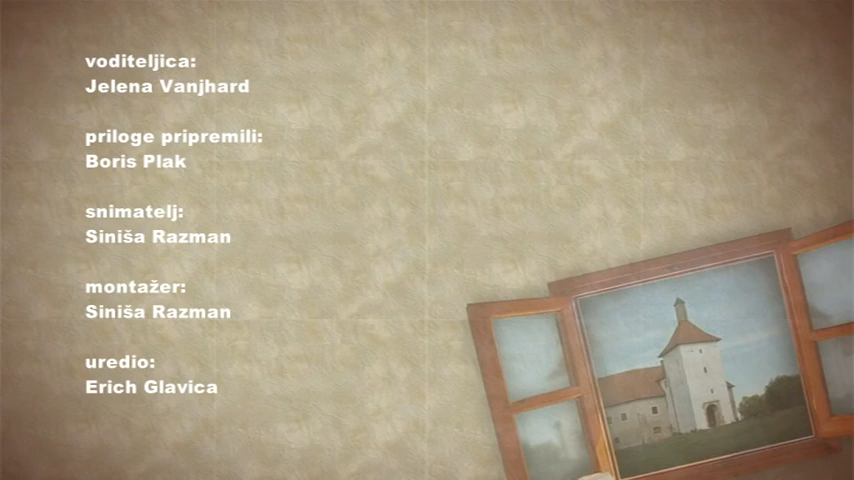 voditeljica:
Jelena Vanjhard
priloge pripremili:
Boris Plak
snimatelj:
Siniša Razman
montažer:
Siniša Razman
uredio:
Erich Glavica